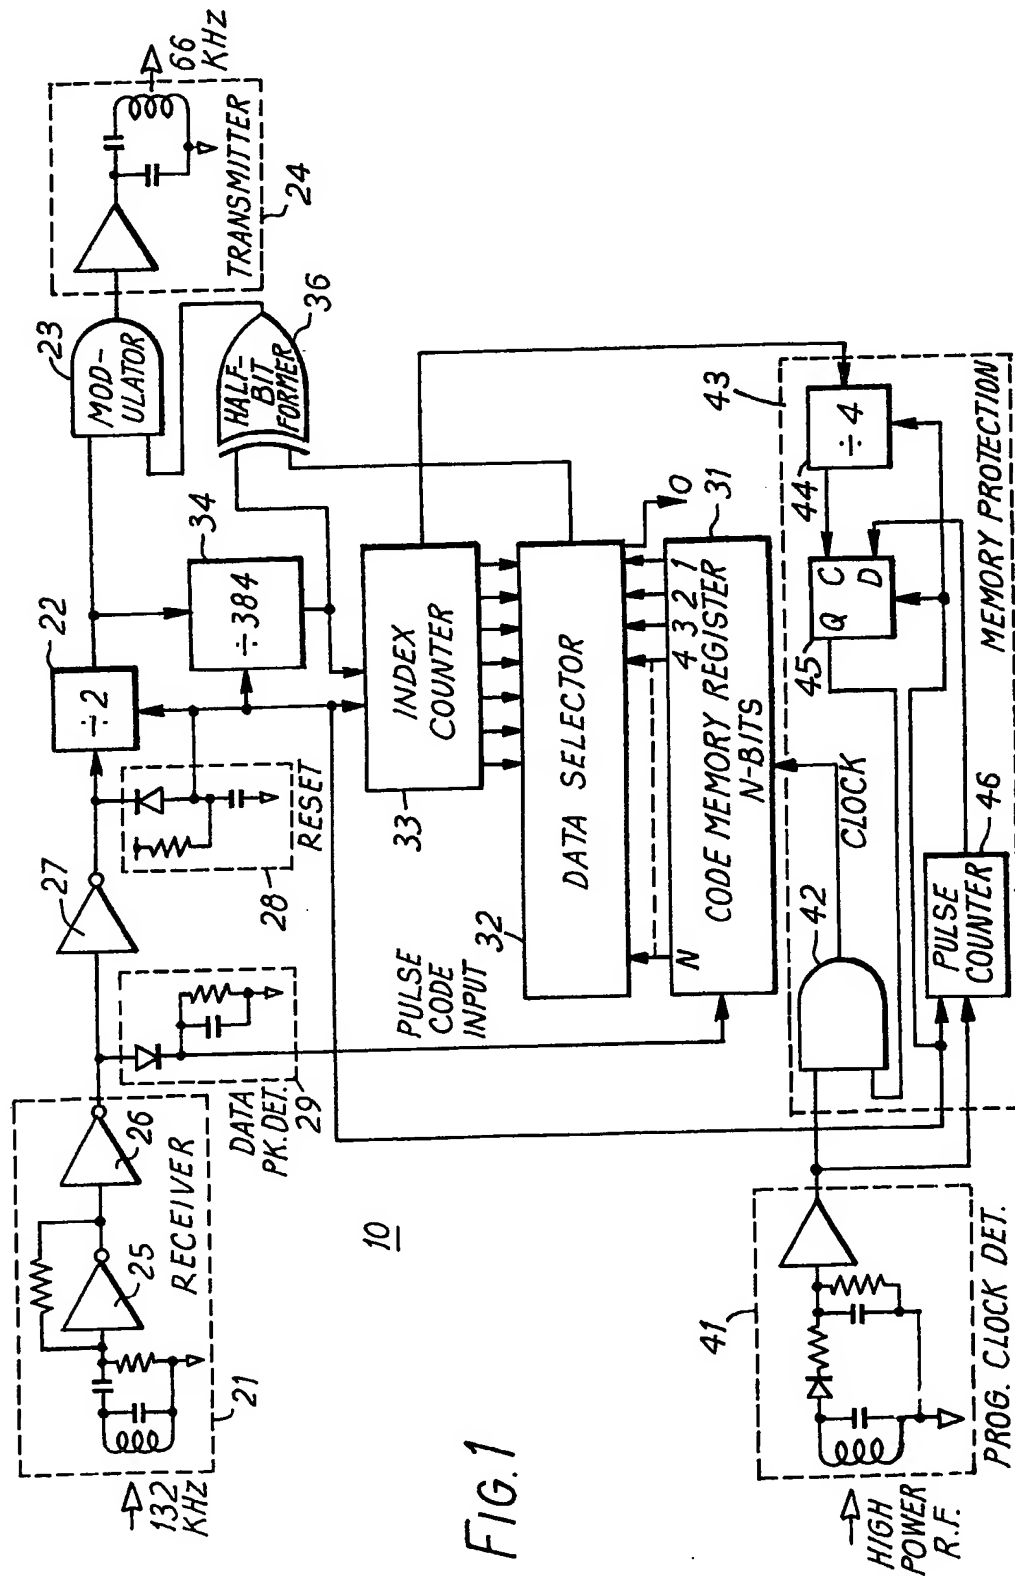 132
KHz
21
RECEIVER
25
26
DATA
PK. DET.
29
27
RESET
28
÷2
22
÷384
34
MOD-
ULATOR
23
HALF-
BIT
FORMER
36
TRANSMITTER
24
66
KHz
INDEX
COUNTER
33
PULSE
CODE
INPUT
DATA SELECTOR
32
0
N
4 3 2 1
CODE MEMORY REGISTER
N-BITS
31
CLOCK
10
FIG. 1
HIGH
POWER
R.F.
41
PROG. CLOCK DET.
42
PULSE
COUNTER
46
Q C
D
45
÷4
44
43
MEMORY PROTECTION